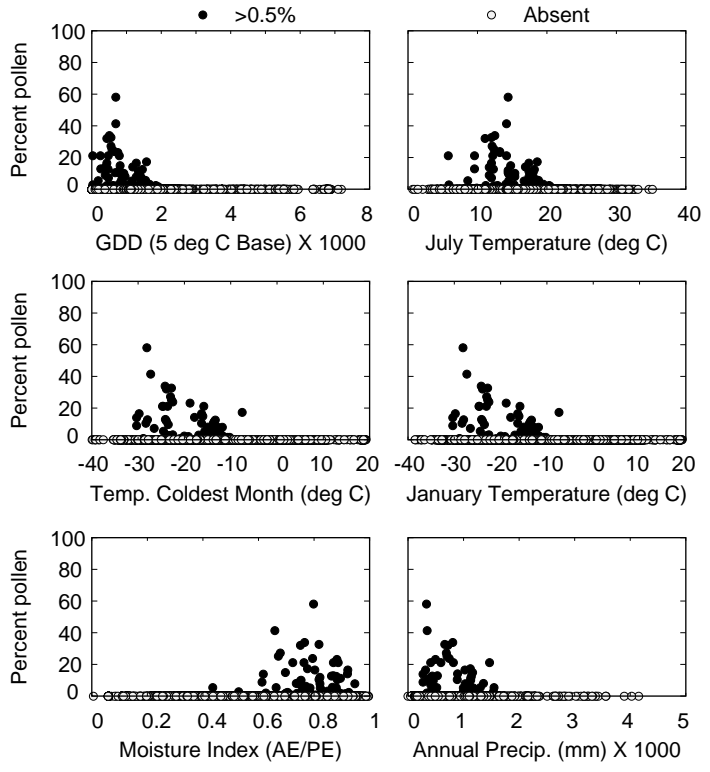 >0.5% Absent
100
80
60
40
20
0
Percent pollen
0 2 4 6 8
GDD (5 deg C Base) X 1000
0 10 20 30 40
July Temperature (deg C)
100
80
60
40
20
0
Percent pollen
-40 -30 -20 -10 0 10 20
Temp. Coldest Month (deg C)
-40 -30 -20 -10 0 10 20
January Temperature (deg C)
100
80
60
40
20
0
Percent pollen
0 0.2 0.4 0.6 0.8 1
Moisture Index (AE/PE)
0 1 2 3 4 5
Annual Precip. (mm) X 1000